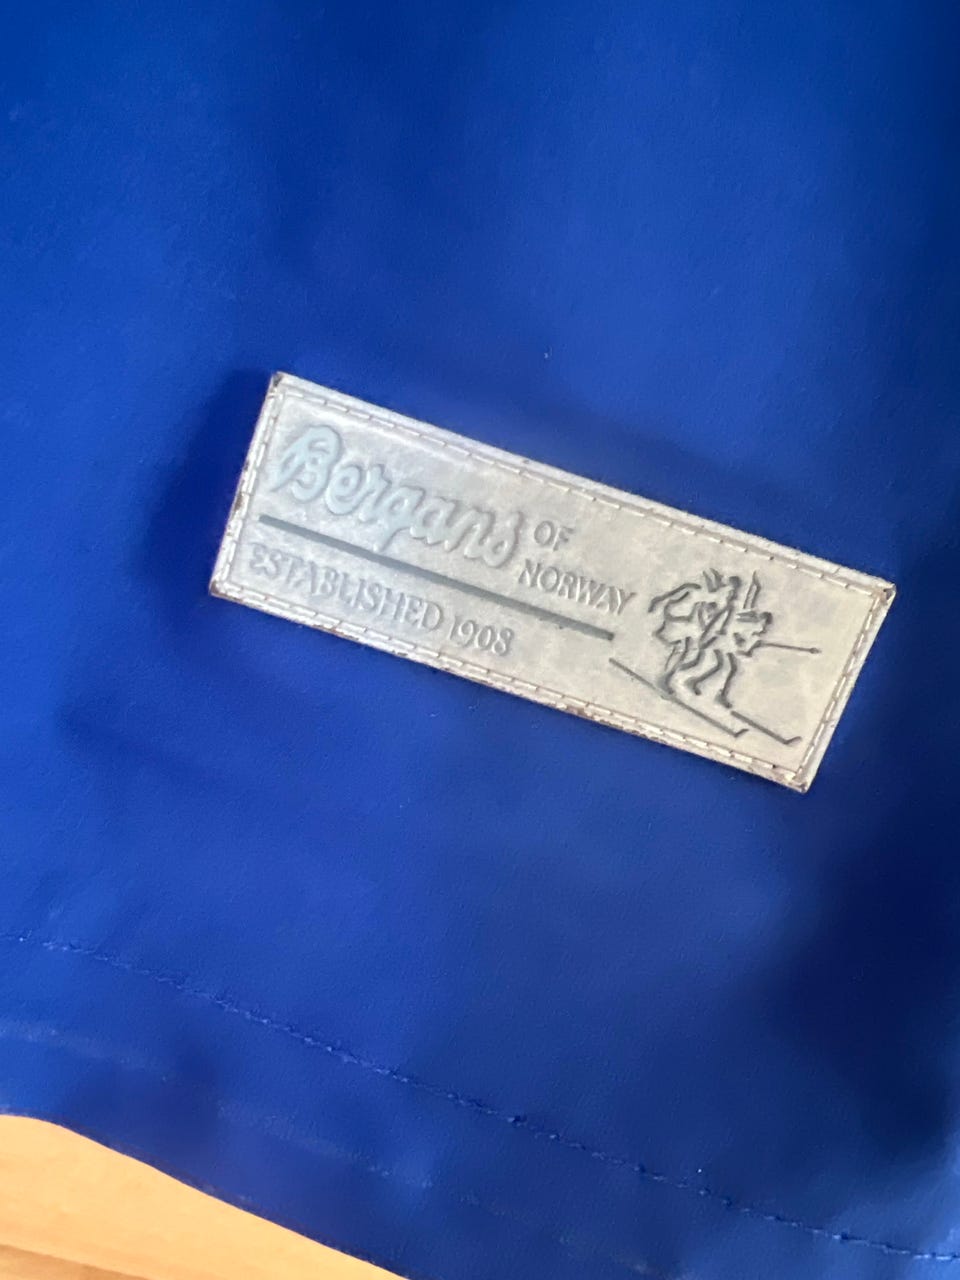 Bergans OF
NORWAY
ESTABLISHED 1908